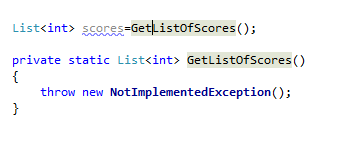 List<int> scores=GetListOfScores();
private static List<int> GetListOfScores()
{
throw new NotImplementedException();
}